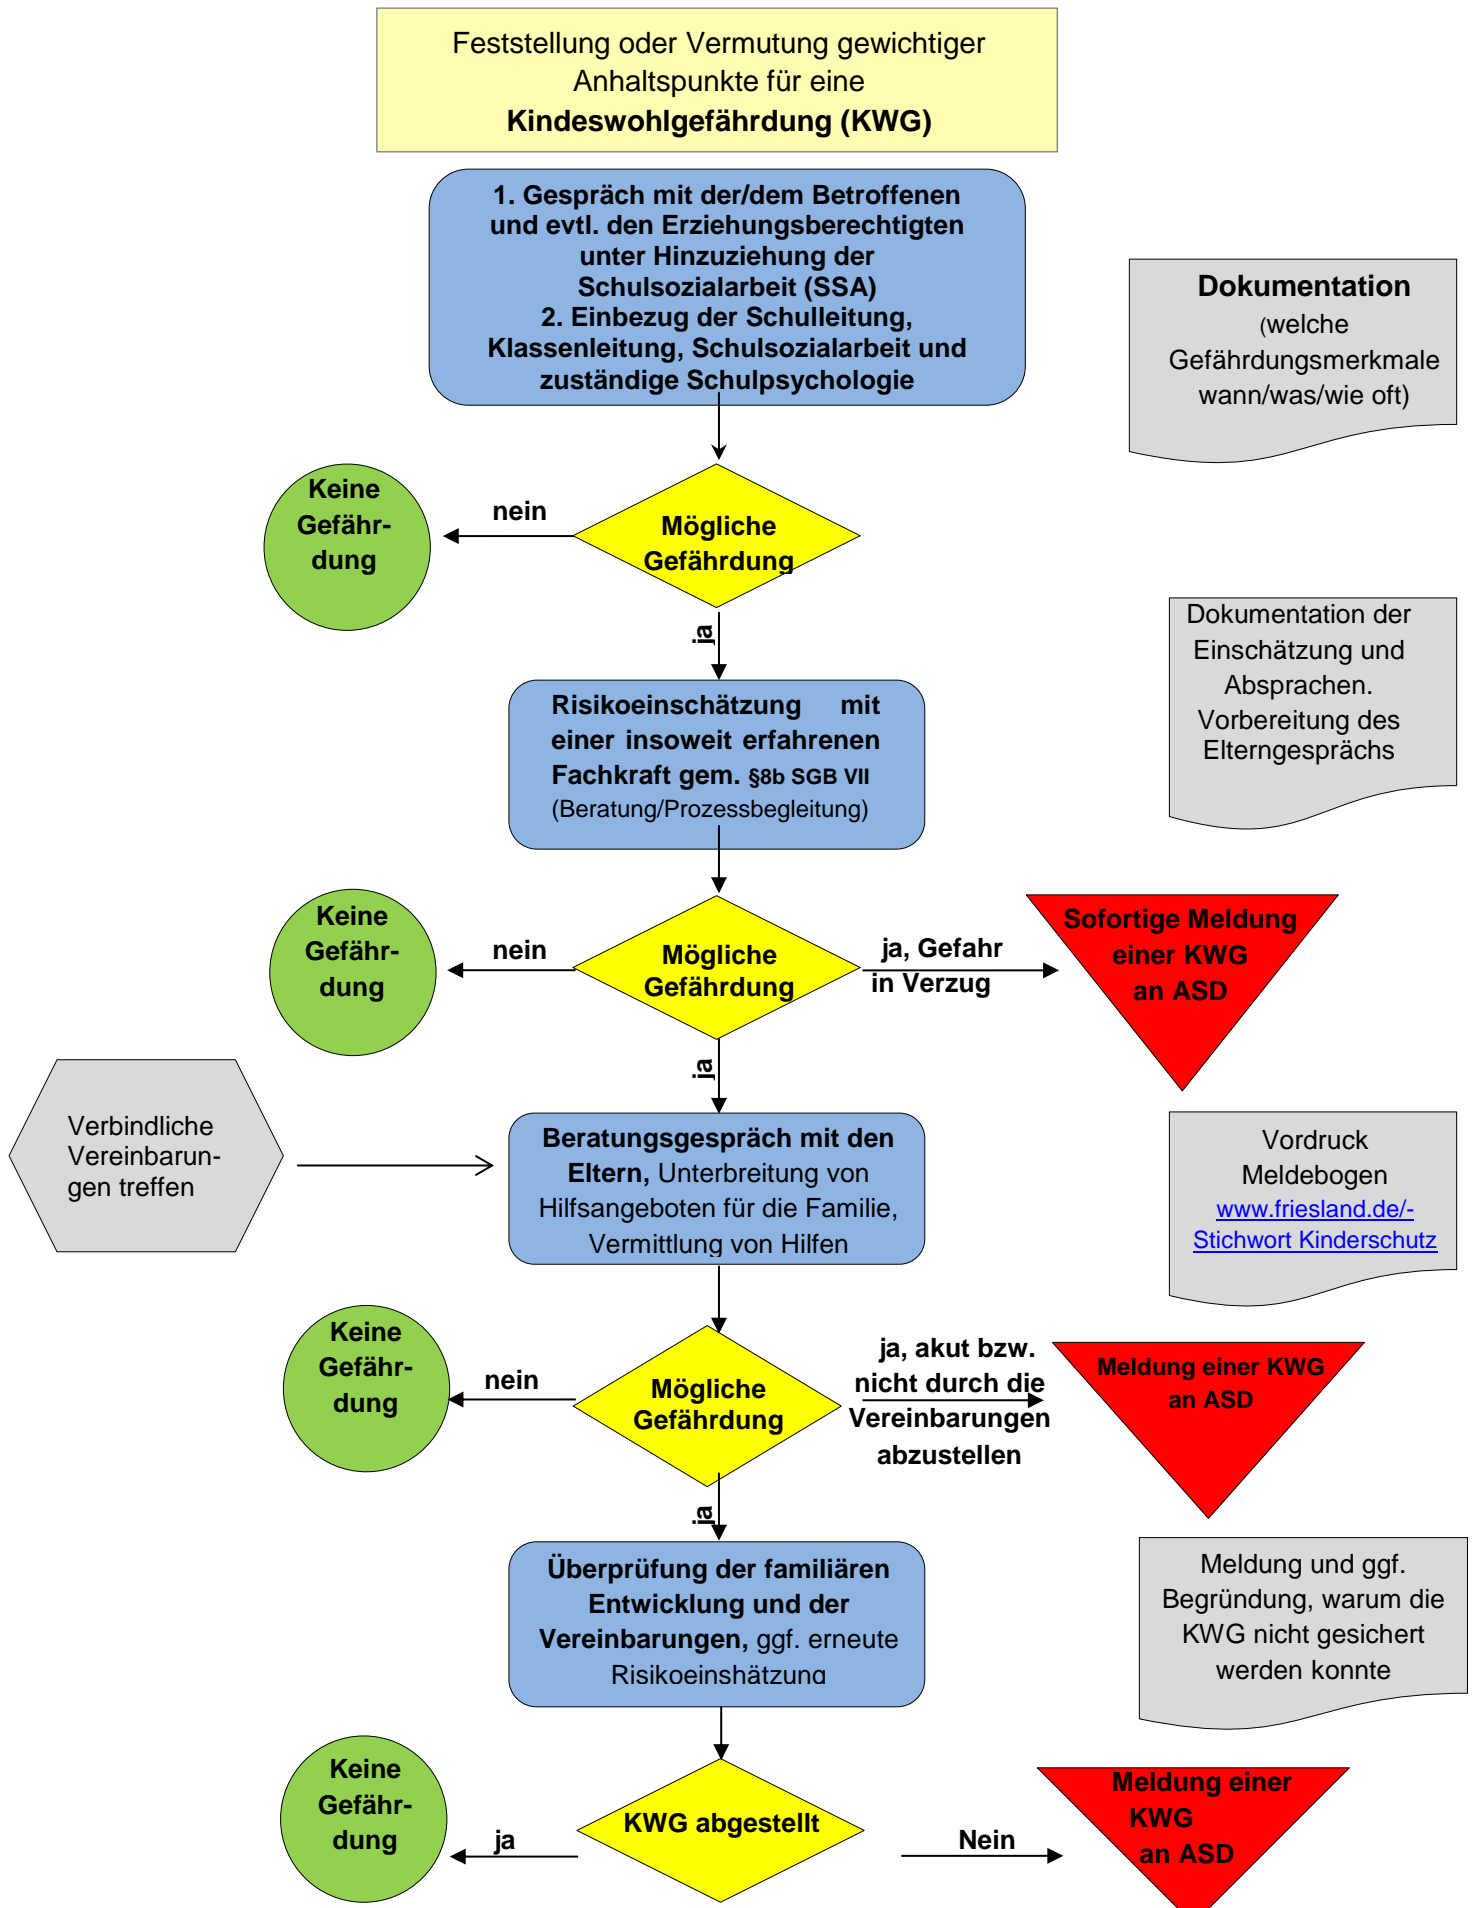 Feststellung oder Vermutung gewichtiger
Anhaltspunkte für eine
Kindeswohlgefährdung (KWG)
1. Gespräch mit der/dem Betroffenen
und evtl. den Erziehungsberechtigten
unter Hinzuziehung der
Schulsozialarbeit (SSA)
2. Einbezug der Schulleitung,
Klassenleitung, Schulsozialarbeit und
zuständige Schulpsychologie
Dokumentation
(welche
Gefährdungsmerkmale
wann/was/wie oft)
Keine
Gefähr-
dung
nein
Mögliche
Gefährdung
ja
Dokumentation der
Einschätzung und
Absprachen.
Vorbereitung des
Elterngesprächs
Risikoeinschätzung mit
einer insoweit erfahrenen
Fachkraft gem. §8b SGB VII
(Beratung/Prozessbegleitung)
Keine
Gefähr-
dung
nein
Mögliche
Gefährdung
ja, Gefahr
in Verzug
Sofortige Meldung
einer KWG
an ASD
ja
Verbindliche
Vereinbarun-
gen treffen
Beratungsgespräch mit den
Eltern, Unterbreitung von
Hilfsangeboten für die Familie,
Vermittlung von Hilfen
Vordruck
Meldebogen
www.friesland.de/-
Stichwort Kinderschutz
Keine
Gefähr-
dung
nein
Mögliche
Gefährdung
ja, akut bzw.
nicht durch die
Vereinbarungen
abzustellen
Meldung einer KWG
an ASD
ja
Überprüfung der familiären
Entwicklung und der
Vereinbarungen, ggf. erneute
Risikoeinshätzung
Meldung und ggf.
Begründung, warum die
KWG nicht gesichert
werden konnte
Keine
Gefähr-
dung
ja
KWG abgestellt
Nein
Meldung einer
KWG
an ASD